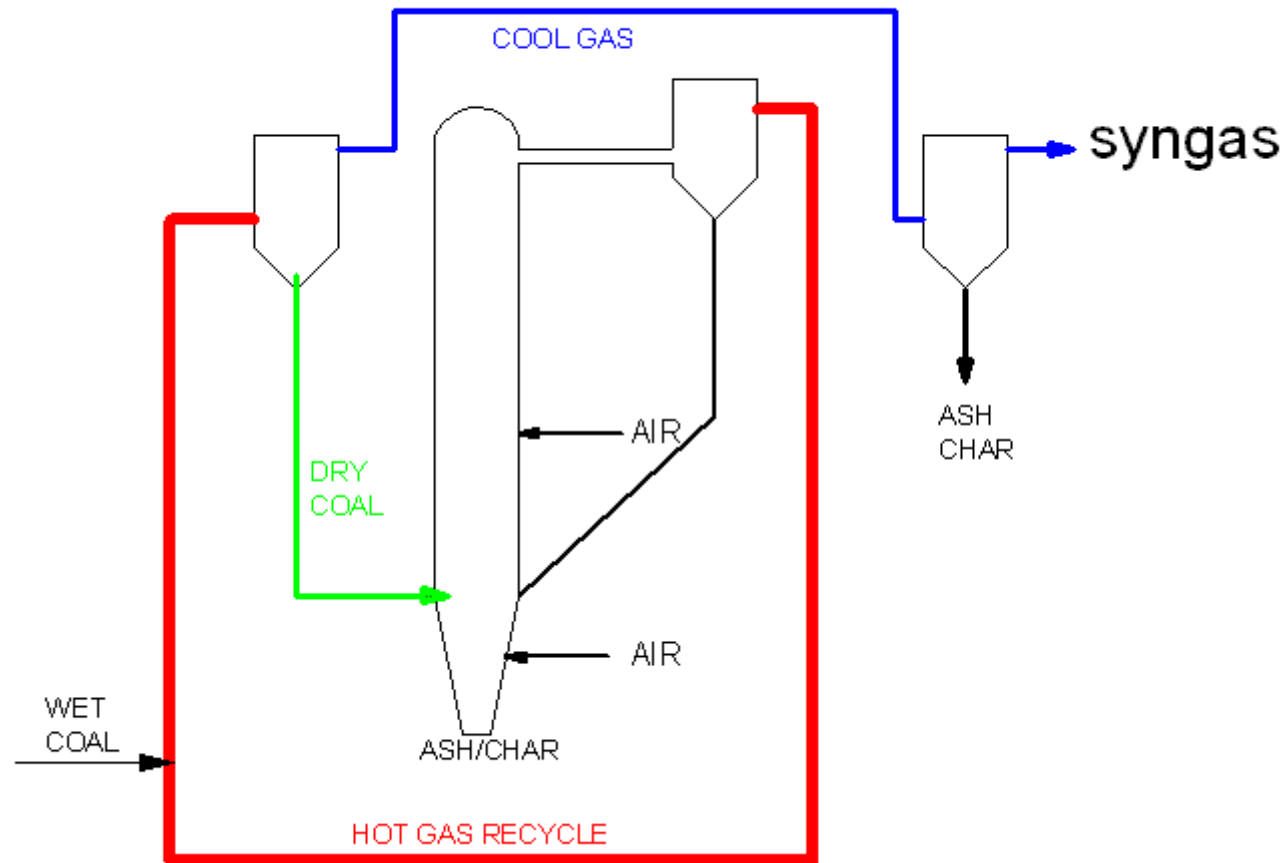 COOL GAS
syngas
ASH
CHAR
AIR
DRY
COAL
AIR
WET
COAL
ASH/CHAR
HOT GAS RECYCLE